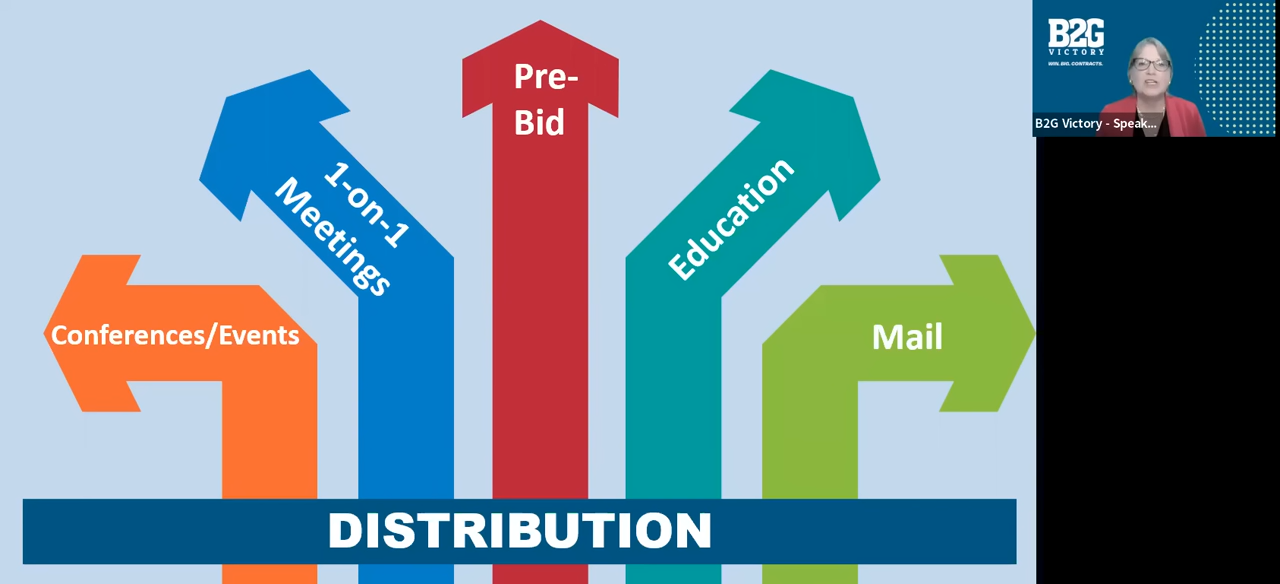 Pre-
Bid
1-on-1
Meetings
Education
Conferences/Events
Mail
DISTRIBUTION
B2G
VICTORY
WIN. BIG. CONTRACTS.
B2G Victory - Speak...